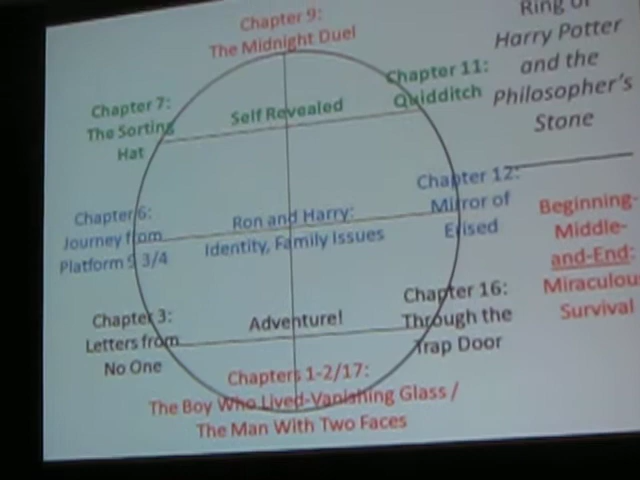 Chapter 9:
The Midnight Duel
Ring of
Harry Potter
and the
Philosopher's
Stone
Chapter 7:
The Sorting
Hat
Self Revealed
Chapter 11:
Quidditch
Chapter 6:
Journey from
Platform 9 3/4
Ron and Harry:
Identity, Family Issues
Chapter 12:
Mirror of
Erised
Beginning-
Middle-
and-End:
Miraculous
Survival
Chapter 3:
Letters from
No One
Adventure!
Chapter 16:
Through the
Trap Door
Chapters 1-2/17:
The Boy Who Lived-Vanishing Glass /
The Man With Two Faces